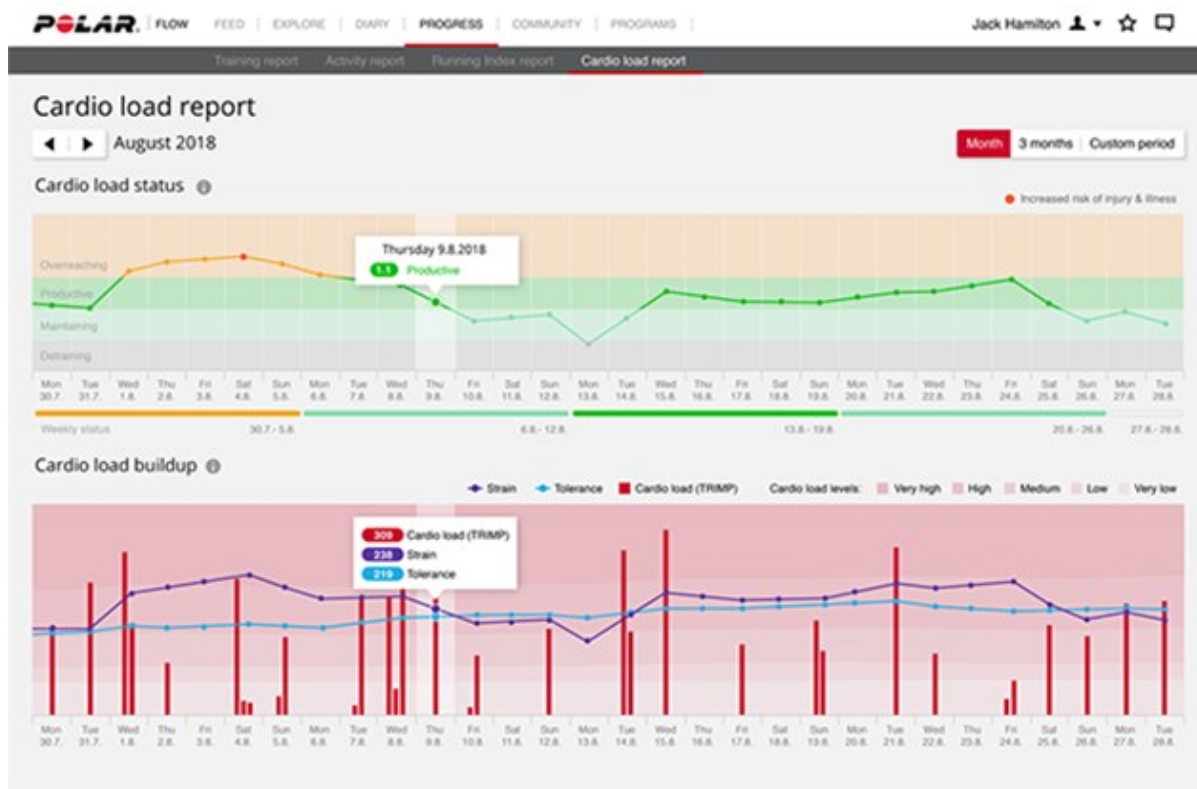 POLAR. FLOW FEED EXPLORE DIARY PROGRESS COMMUNITY PROGRAMS Jack Hamilton
Training report Activity report Running Index report Cardio load report
Cardio load report
August 2018
Month 3 months Custom period
Cardio load status
Increased risk of injury & illness
Thursday 9.8.2018
1.1 Productive
Overreaching
Productive
Maintaining
Detraining
Mon Tue Wed Thu Fri Sat Sun Mon Tue Wed Thu Fri Sat Sun Mon Tue Wed Thu Fri Sat Sun Mon Tue Wed Thu Fri Sat Sun Mon Tue
30.7. 31.7. 1.8. 2.8. 3.8. 4.8. 5.8. 6.8. 7.8. 8.8. 9.8. 10.8. 11.8. 12.8. 13.8. 14.8. 15.8. 16.8. 17.8. 18.8. 19.8. 20.8. 21.8. 22.8. 23.8. 24.8. 25.8. 26.8. 27.8. 28.8.
Weekly status 30.7.- 5.8. 6.8.- 12.8. 13.8.- 19.8. 20.8.- 26.8. 27.8.- 28.8.
Cardio load buildup
Strain Tolerance Cardio load (TRIMP) Cardio load levels: Very high High Medium Low Very low
309 Cardio load (TRIMP)
238 Strain
219 Tolerance
Mon Tue Wed Thu Fri Sat Sun Mon Tue Wed Thu Fri Sat Sun Mon Tue Wed Thu Fri Sat Sun Mon Tue Wed Thu Fri Sat Sun Mon Tue
30.7. 31.7. 1.8. 2.8. 3.8. 4.8. 5.8. 6.8. 7.8. 8.8. 9.8. 10.8. 11.8. 12.8. 13.8. 14.8. 15.8. 16.8. 17.8. 18.8. 19.8. 20.8. 21.8. 22.8. 23.8. 24.8. 25.8. 26.8. 27.8. 28.8.